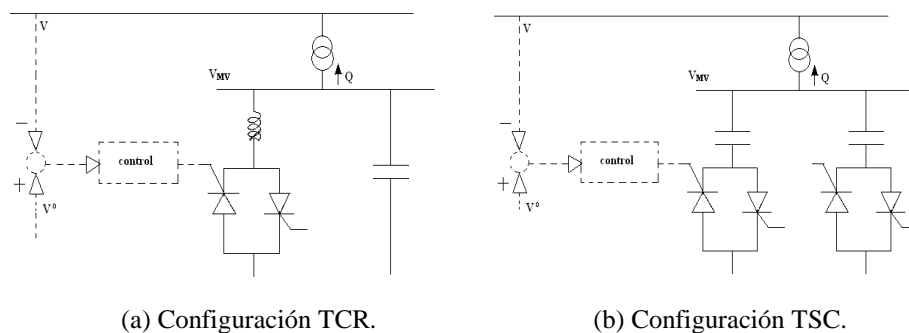 V
V_MV
Q
−
control
+
V⁰
V
V_MV
Q
−
control
+
V⁰
(a) Configuración TCR.
(b) Configuración TSC.